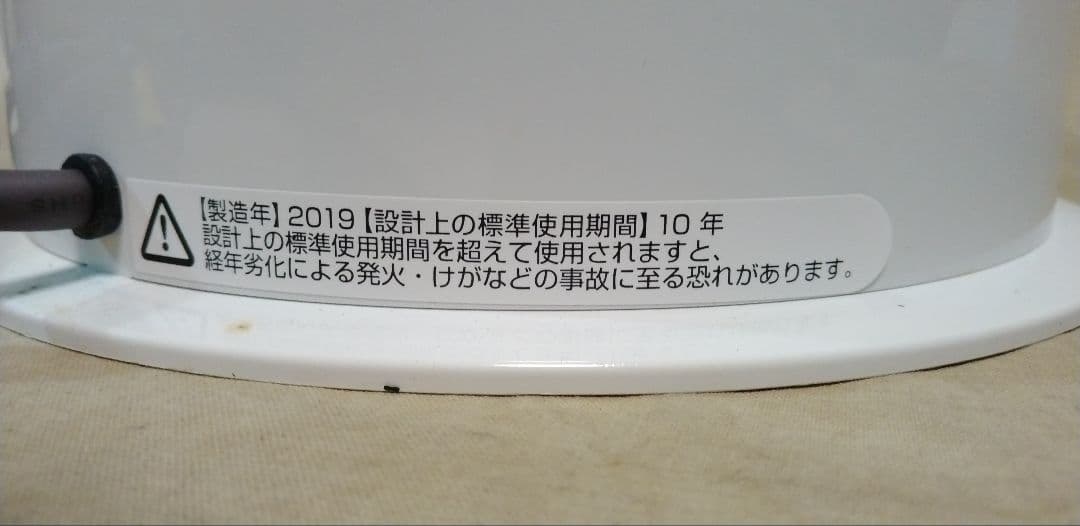 【製造年】2019【設計上の標準使用期間】10 年
設計上の標準使用期間を超えて使用されますと、
経年劣化による発火・けがなどの事故に至る恐れがあります。